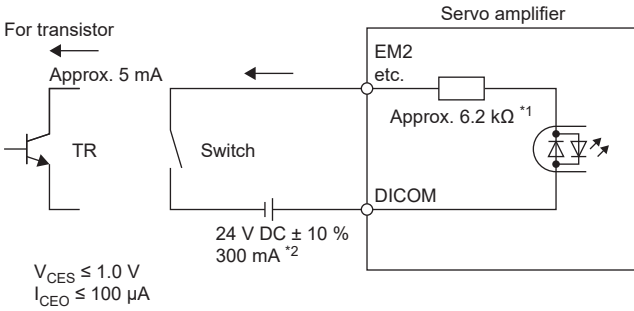 Servo amplifier
For transistor
EM2
etc.
Approx. 5 mA
Approx. 6.2 kΩ *1
TR
Switch
DICOM
24 V DC ± 10 %
300 mA *2
VCES ≤ 1.0 V
ICEO ≤ 100 μA